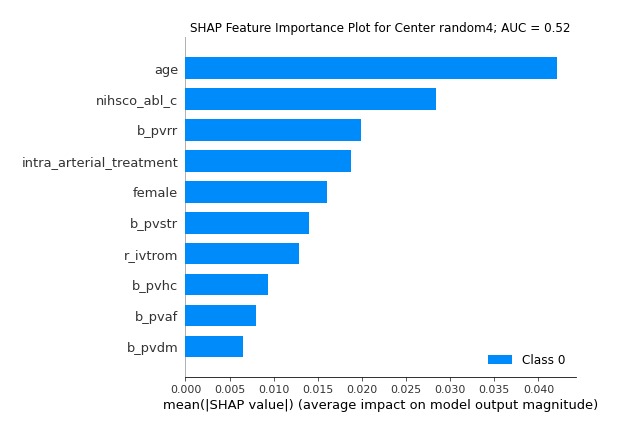 SHAP Feature Importance Plot for Center random4; AUC = 0.52
age
nihsco_abl_c
b_pvrr
intra_arterial_treatment
female
b_pvstr
r_ivtrom
b_pvhc
b_pvaf
b_pvdm
Class 0
0.000 0.005 0.010 0.015 0.020 0.025 0.030 0.035 0.040
mean(|SHAP value|) (average impact on model output magnitude)